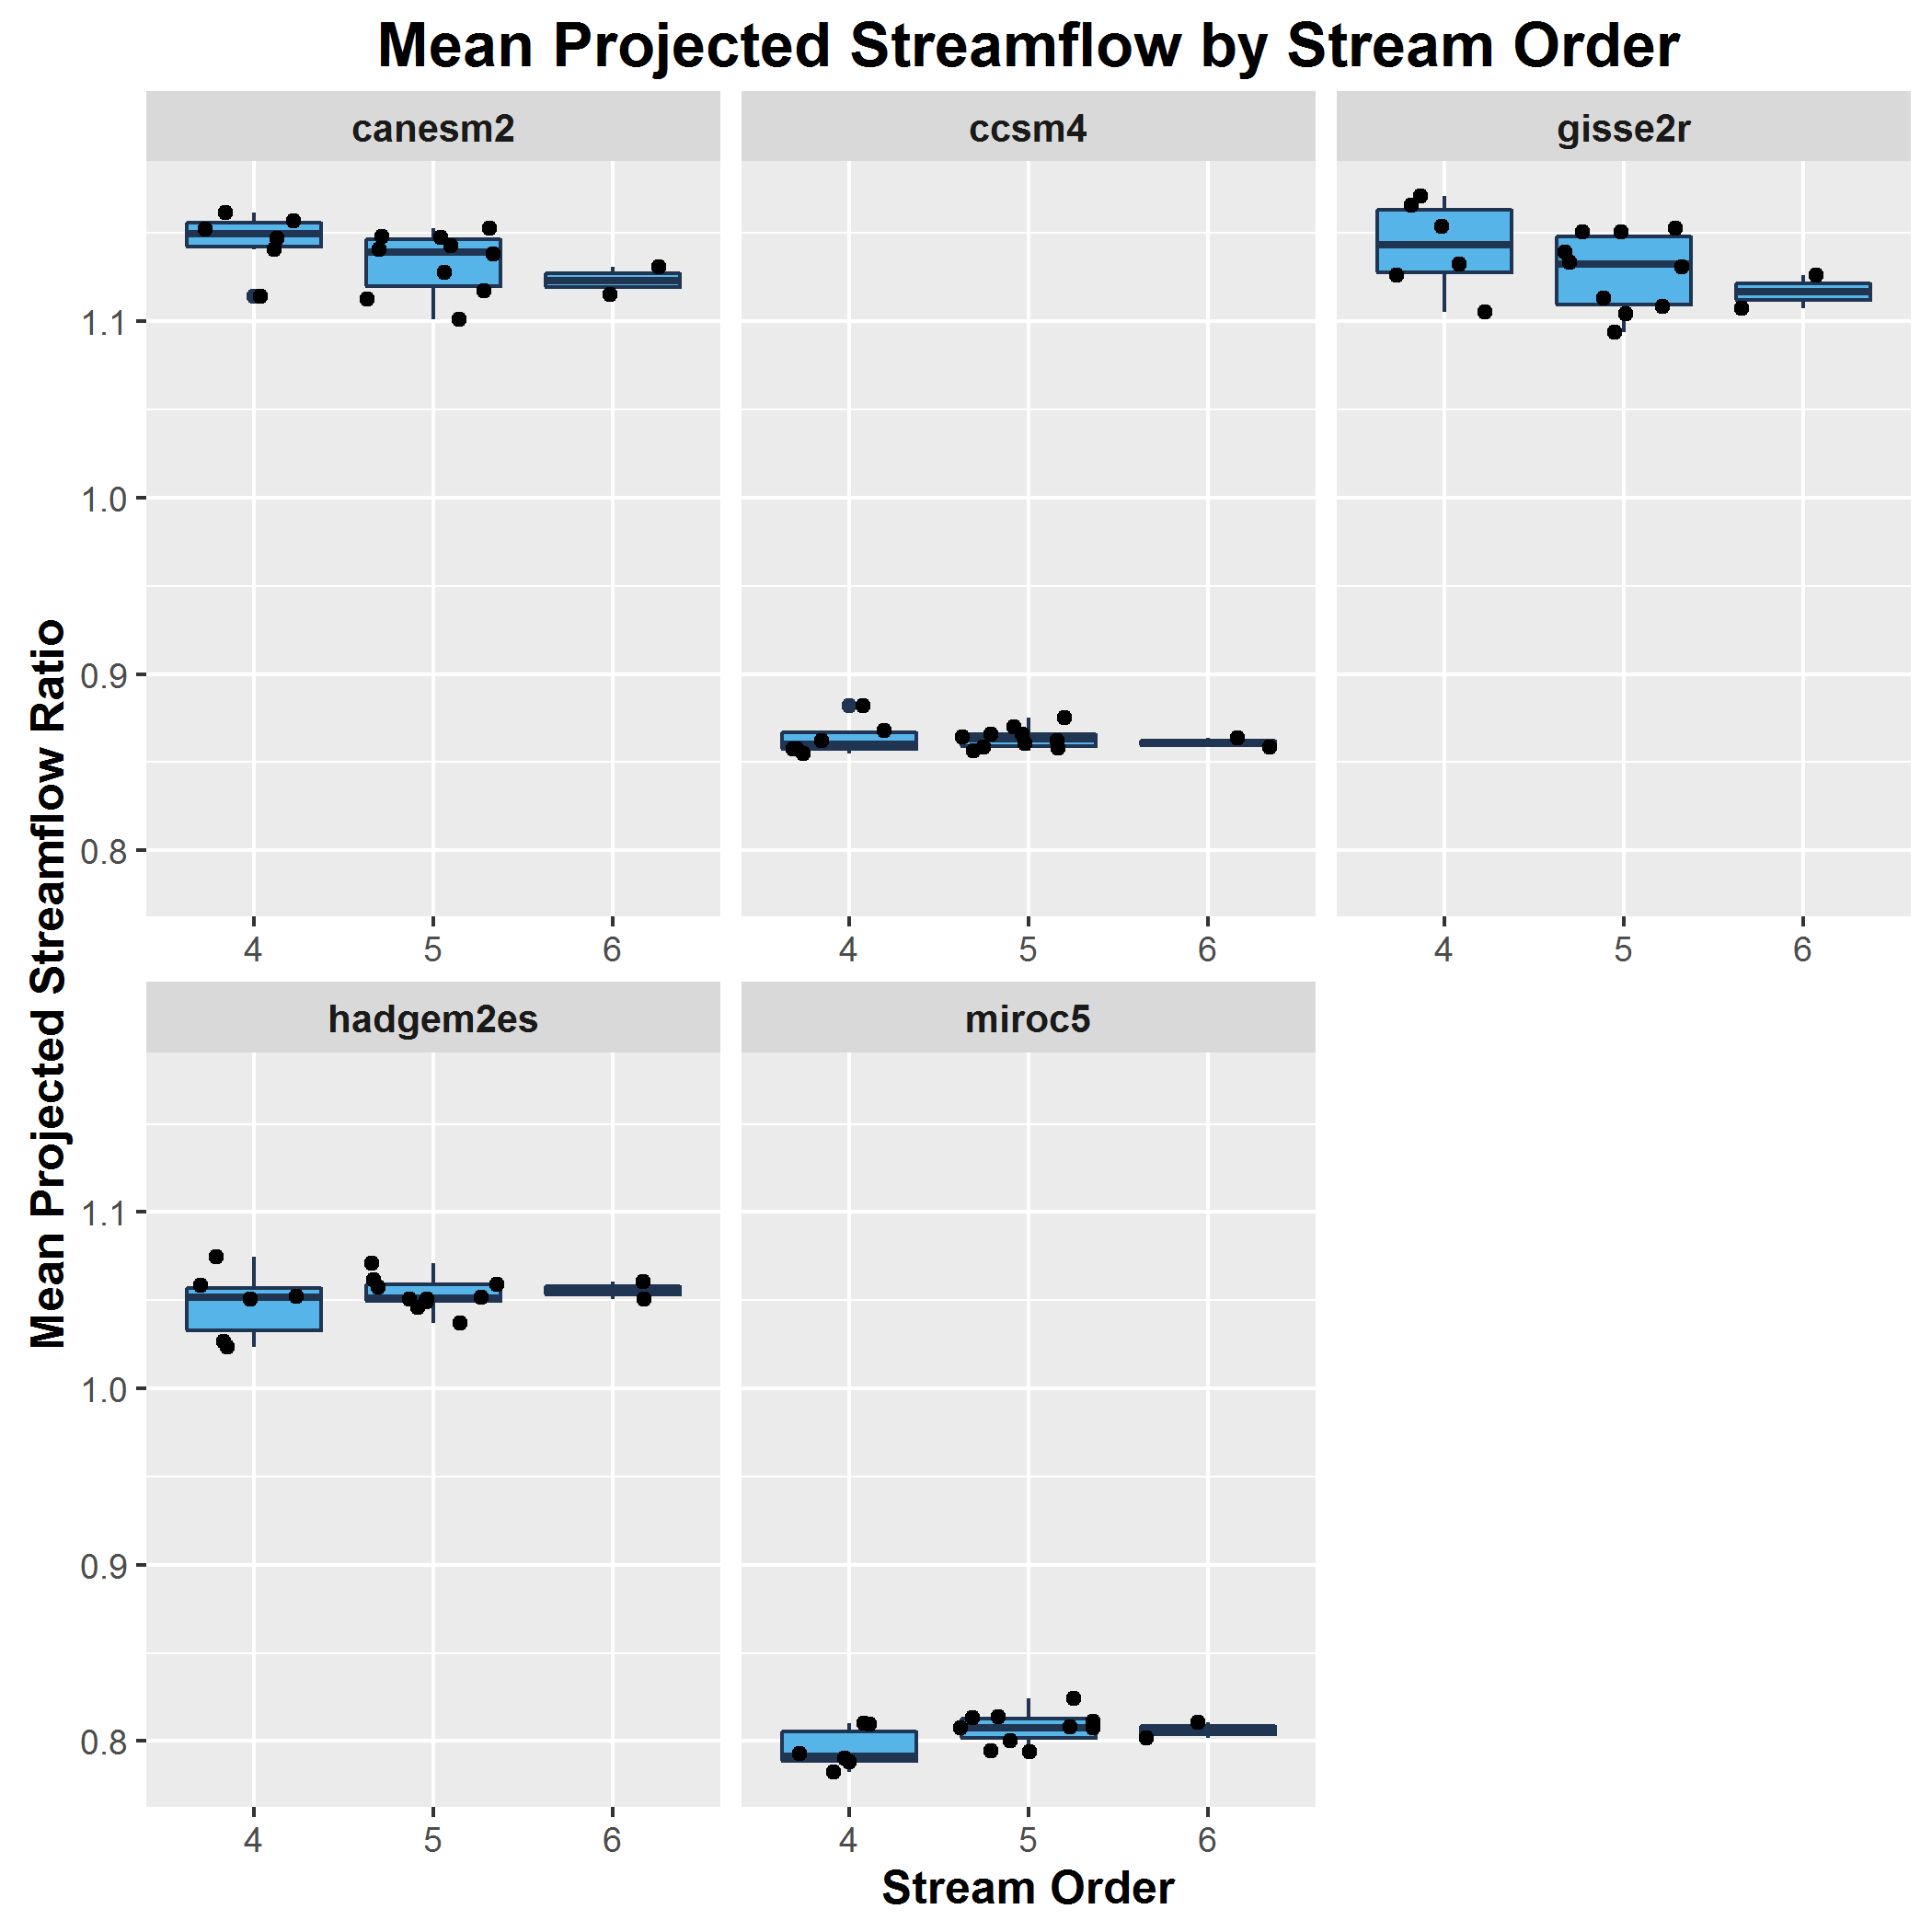 Mean Projected Streamflow by Stream Order
canesm2
ccsm4
gisse2r
1.1
1.0
0.9
0.8
4 5 6
4 5 6
4 5 6
Mean Projected Streamflow Ratio
hadgem2es
miroc5
1.1
1.0
0.9
0.8
4 5 6
4 5 6
Stream Order